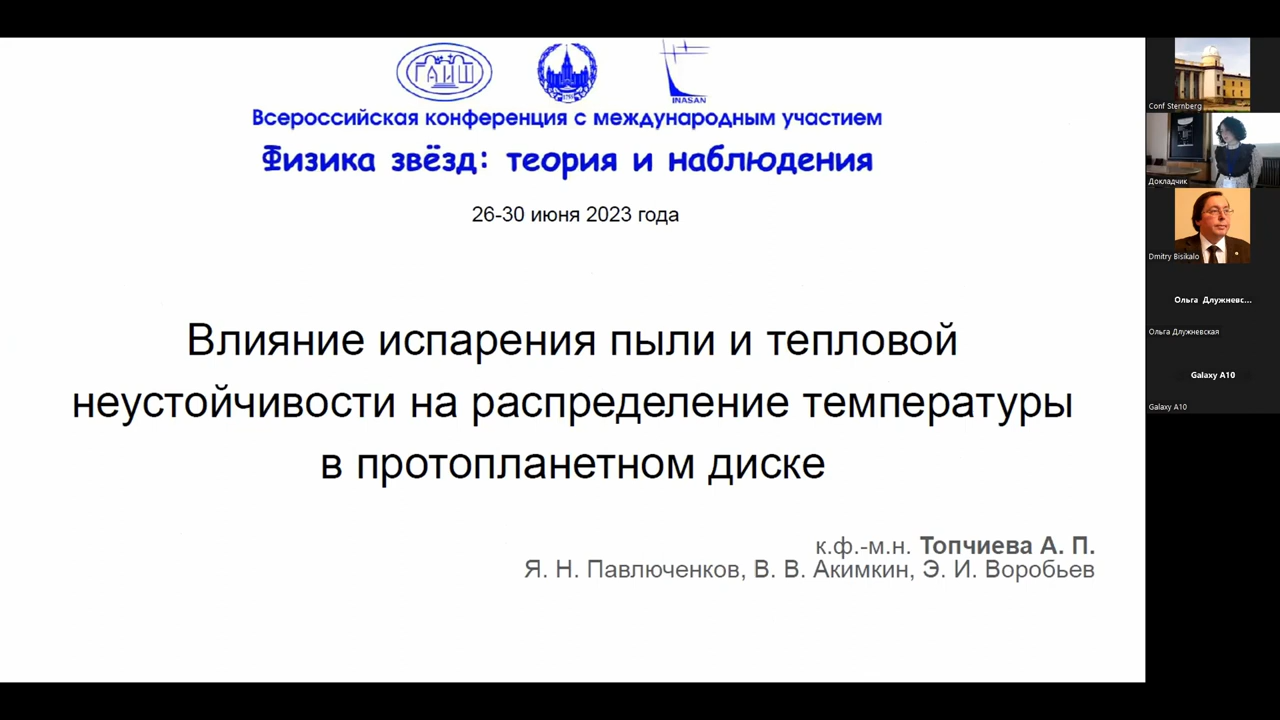 ГАИШ
INASAN
Всероссийская конференция с международным участием
Физика звёзд: теория и наблюдения
26-30 июня 2023 года
Влияние испарения пыли и тепловой
неустойчивости на распределение температуры
в протопланетном диске
к.ф.-м.н. Топчиева А. П.
Я. Н. Павлюченков, В. В. Акимкин, Э. И. Воробьев
Conf Sternberg
Докладчик
Dmitry Bisikalo
Ольга Длужневс...
Ольга Длужневская
Galaxy A10
Galaxy A10